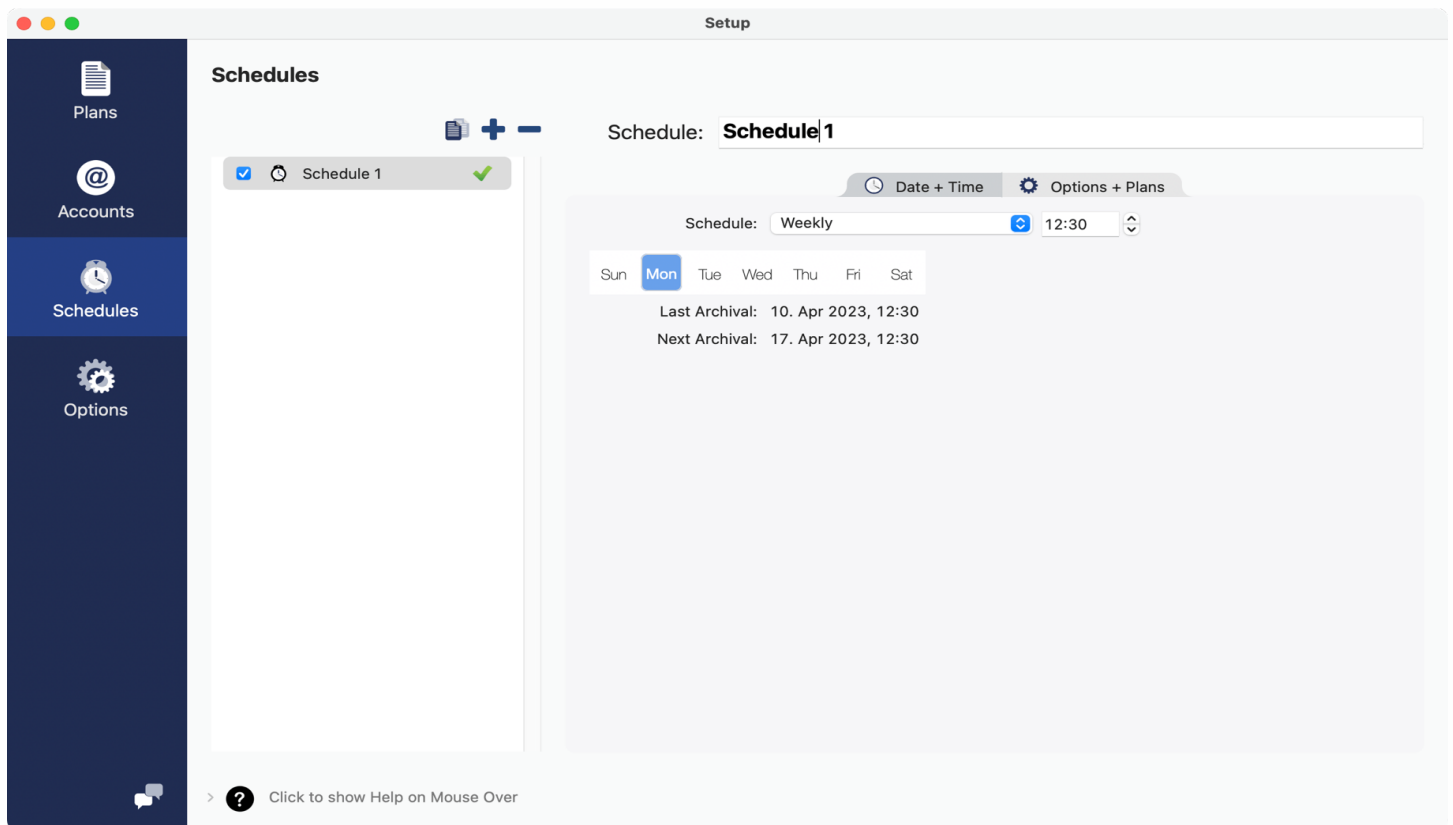 Setup
Plans
Accounts
Schedules
Options
Schedules
Schedule 1
Schedule: Schedule 1
Date + Time Options + Plans
Schedule: Weekly 12:30
Sun Mon Tue Wed Thu Fri Sat
Last Archival: 10. Apr 2023, 12:30
Next Archival: 17. Apr 2023, 12:30
? Click to show Help on Mouse Over